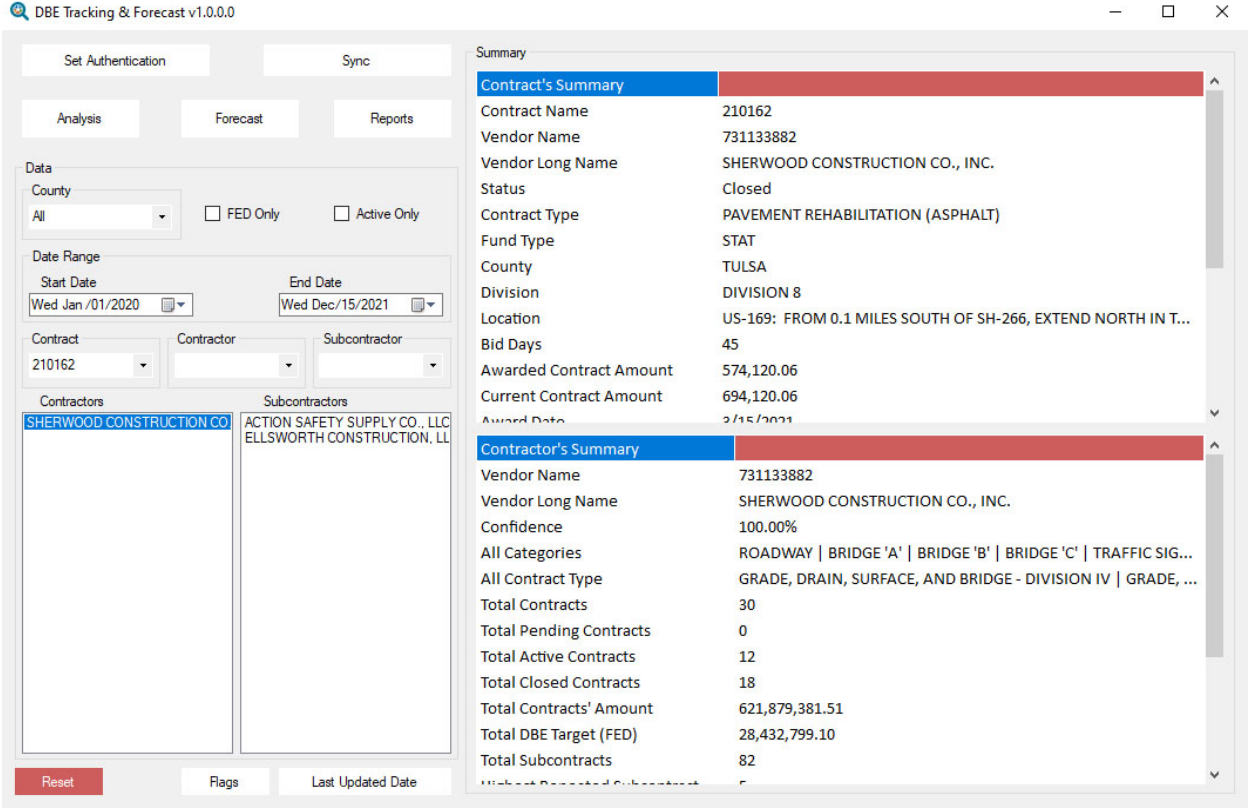 DBE Tracking & Forecast v1.0.0.0
Set Authentication
Sync
Analysis
Forecast
Reports
Data
County
All
FED Only
Active Only
Date Range
Start Date
End Date
Wed Jan /01/2020
Wed Dec/15/2021
Contract
Contractor
Subcontractor
210162
Contractors
Subcontractors
SHERWOOD CONSTRUCTION CO.
ACTION SAFETY SUPPLY CO., LLC
ELLSWORTH CONSTRUCTION, LL
Reset
Flags
Last Updated Date
Summary
Contract's Summary
Contract Name 210162
Vendor Name 731133882
Vendor Long Name SHERWOOD CONSTRUCTION CO., INC.
Status Closed
Contract Type PAVEMENT REHABILITATION (ASPHALT)
Fund Type STAT
County TULSA
Division DIVISION 8
Location US-169: FROM 0.1 MILES SOUTH OF SH-266, EXTEND NORTH IN T...
Bid Days 45
Awarded Contract Amount 574,120.06
Current Contract Amount 694,120.06
Award Date 3/15/2021
Contractor's Summary
Vendor Name 731133882
Vendor Long Name SHERWOOD CONSTRUCTION CO., INC.
Confidence 100.00%
All Categories ROADWAY | BRIDGE 'A' | BRIDGE 'B' | BRIDGE 'C' | TRAFFIC SIG...
All Contract Type GRADE, DRAIN, SURFACE, AND BRIDGE - DIVISION IV | GRADE, ...
Total Contracts 30
Total Pending Contracts 0
Total Active Contracts 12
Total Closed Contracts 18
Total Contracts' Amount 621,879,381.51
Total DBE Target (FED) 28,432,799.10
Total Subcontracts 82
Highest Repeated Subcontract 5